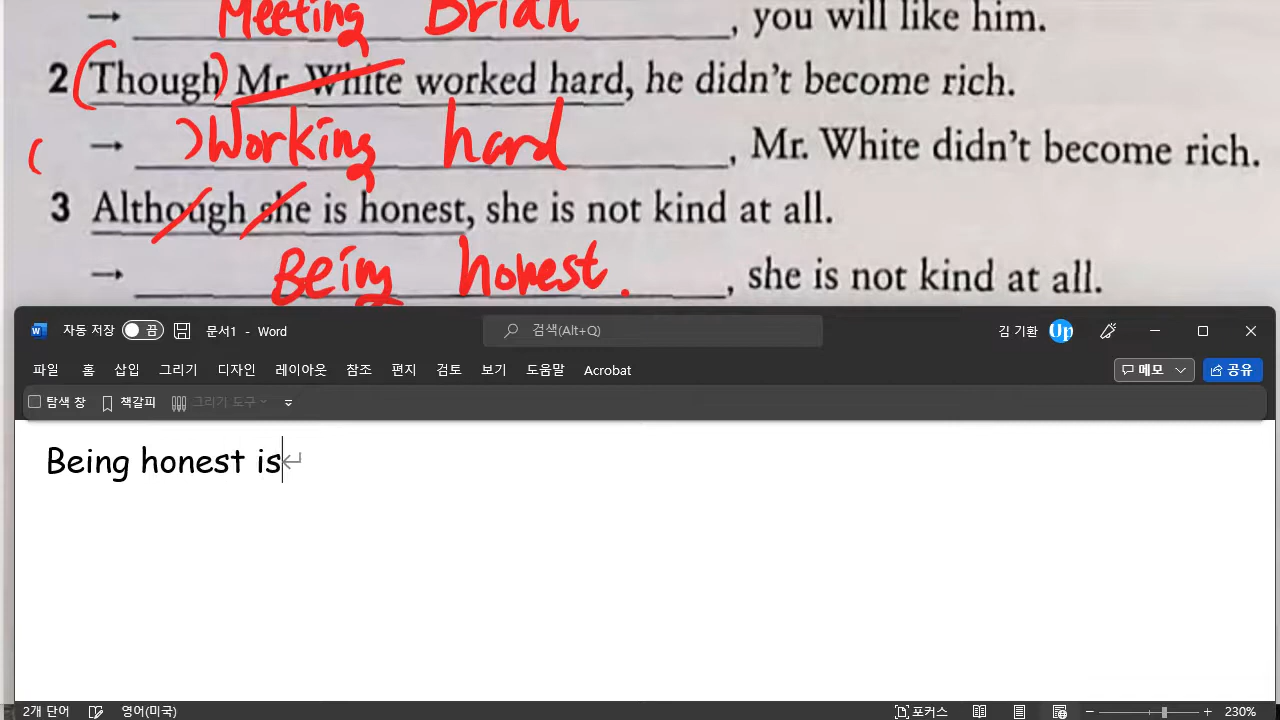 → Meeting Brian, you will like him.
2 (Though) Mr. White worked hard, he didn't become rich.
( → ) Working hard, Mr. White didn't become rich.
3 Although she is honest, she is not kind at all.
→ Being honest., she is not kind at all.
자동 저장 끔 문서1 - Word 검색(Alt+Q) 김 기환 Up
파일 홈 삽입 그리기 디자인 레이아웃 참조 편지 검토 보기 도움말 Acrobat 메모 공유
탐색 창 책갈피 그리기 도구
Being honest is
2개 단어 영어(미국) 포커스 230%